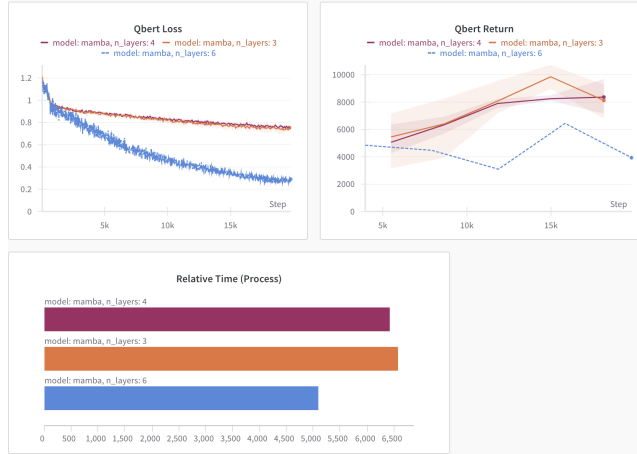 Qbert Loss
model: mamba, n_layers: 4 model: mamba, n_layers: 3
model: mamba, n_layers: 6
1.2
1
0.8
0.6
0.4
0.2
0
Step
5k 10k 15k
Qbert Return
model: mamba, n_layers: 4 model: mamba, n_layers: 3
model: mamba, n_layers: 6
10000
8000
6000
4000
2000
0
Step
5k 10k 15k
Relative Time (Process)
model: mamba, n_layers: 4
model: mamba, n_layers: 3
model: mamba, n_layers: 6
0 500 1,000 1,500 2,000 2,500 3,000 3,500 4,000 4,500 5,000 5,500 6,000 6,500